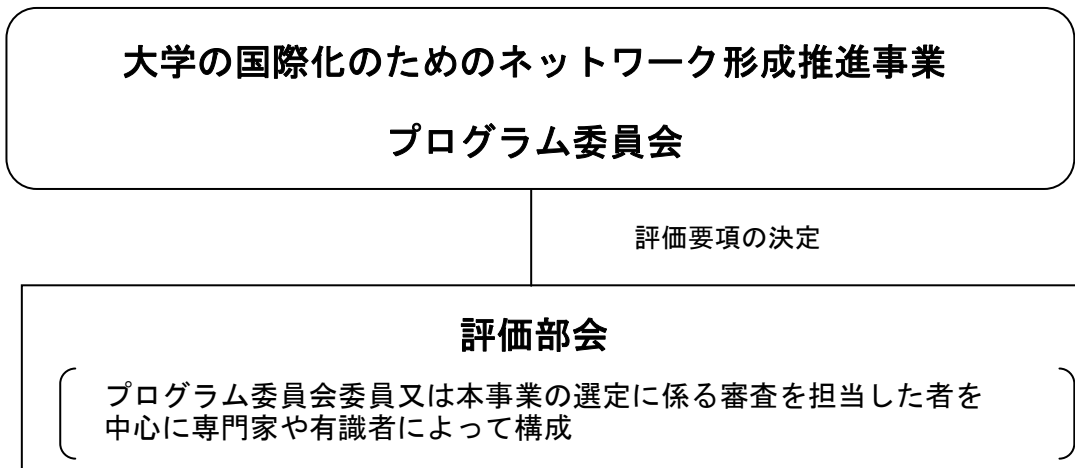 大学の国際化のためのネットワーク形成推進事業
プログラム委員会
評価要項の決定
評価部会
プログラム委員会委員又は本事業の選定に係る審査を担当した者を
中心に専門家や有識者によって構成